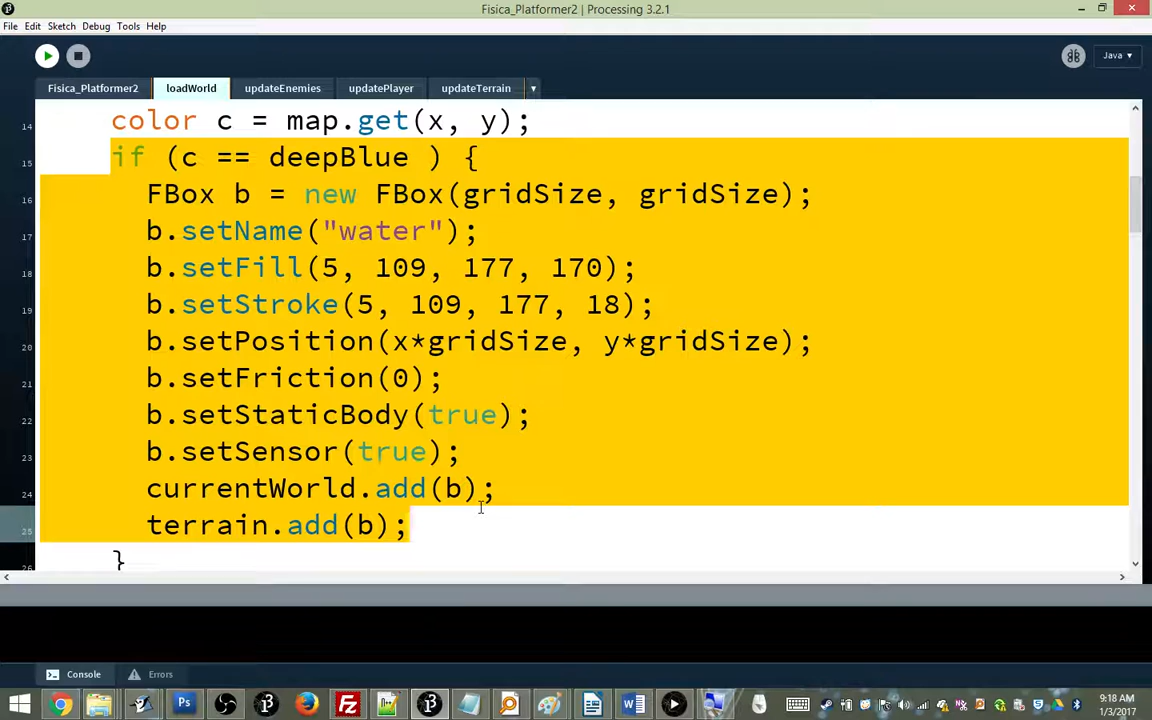 Fisica_Platformer2 | Processing 3.2.1
File Edit Sketch Debug Tools Help
Java ▾
Fisica_Platformer2 loadWorld updateEnemies updatePlayer updateTerrain ▾
14 color c = map.get(x, y);
15 if (c == deepBlue ) {
16 FBox b = new FBox(gridSize, gridSize);
17 b.setName("water");
18 b.setFill(5, 109, 177, 170);
19 b.setStroke(5, 109, 177, 18);
20 b.setPosition(x*gridSize, y*gridSize);
21 b.setFriction(0);
22 b.setStaticBody(true);
23 b.setSensor(true);
24 currentWorld.add(b);
25 terrain.add(b);
26 }
Console Errors
9:18 AM
1/3/2017